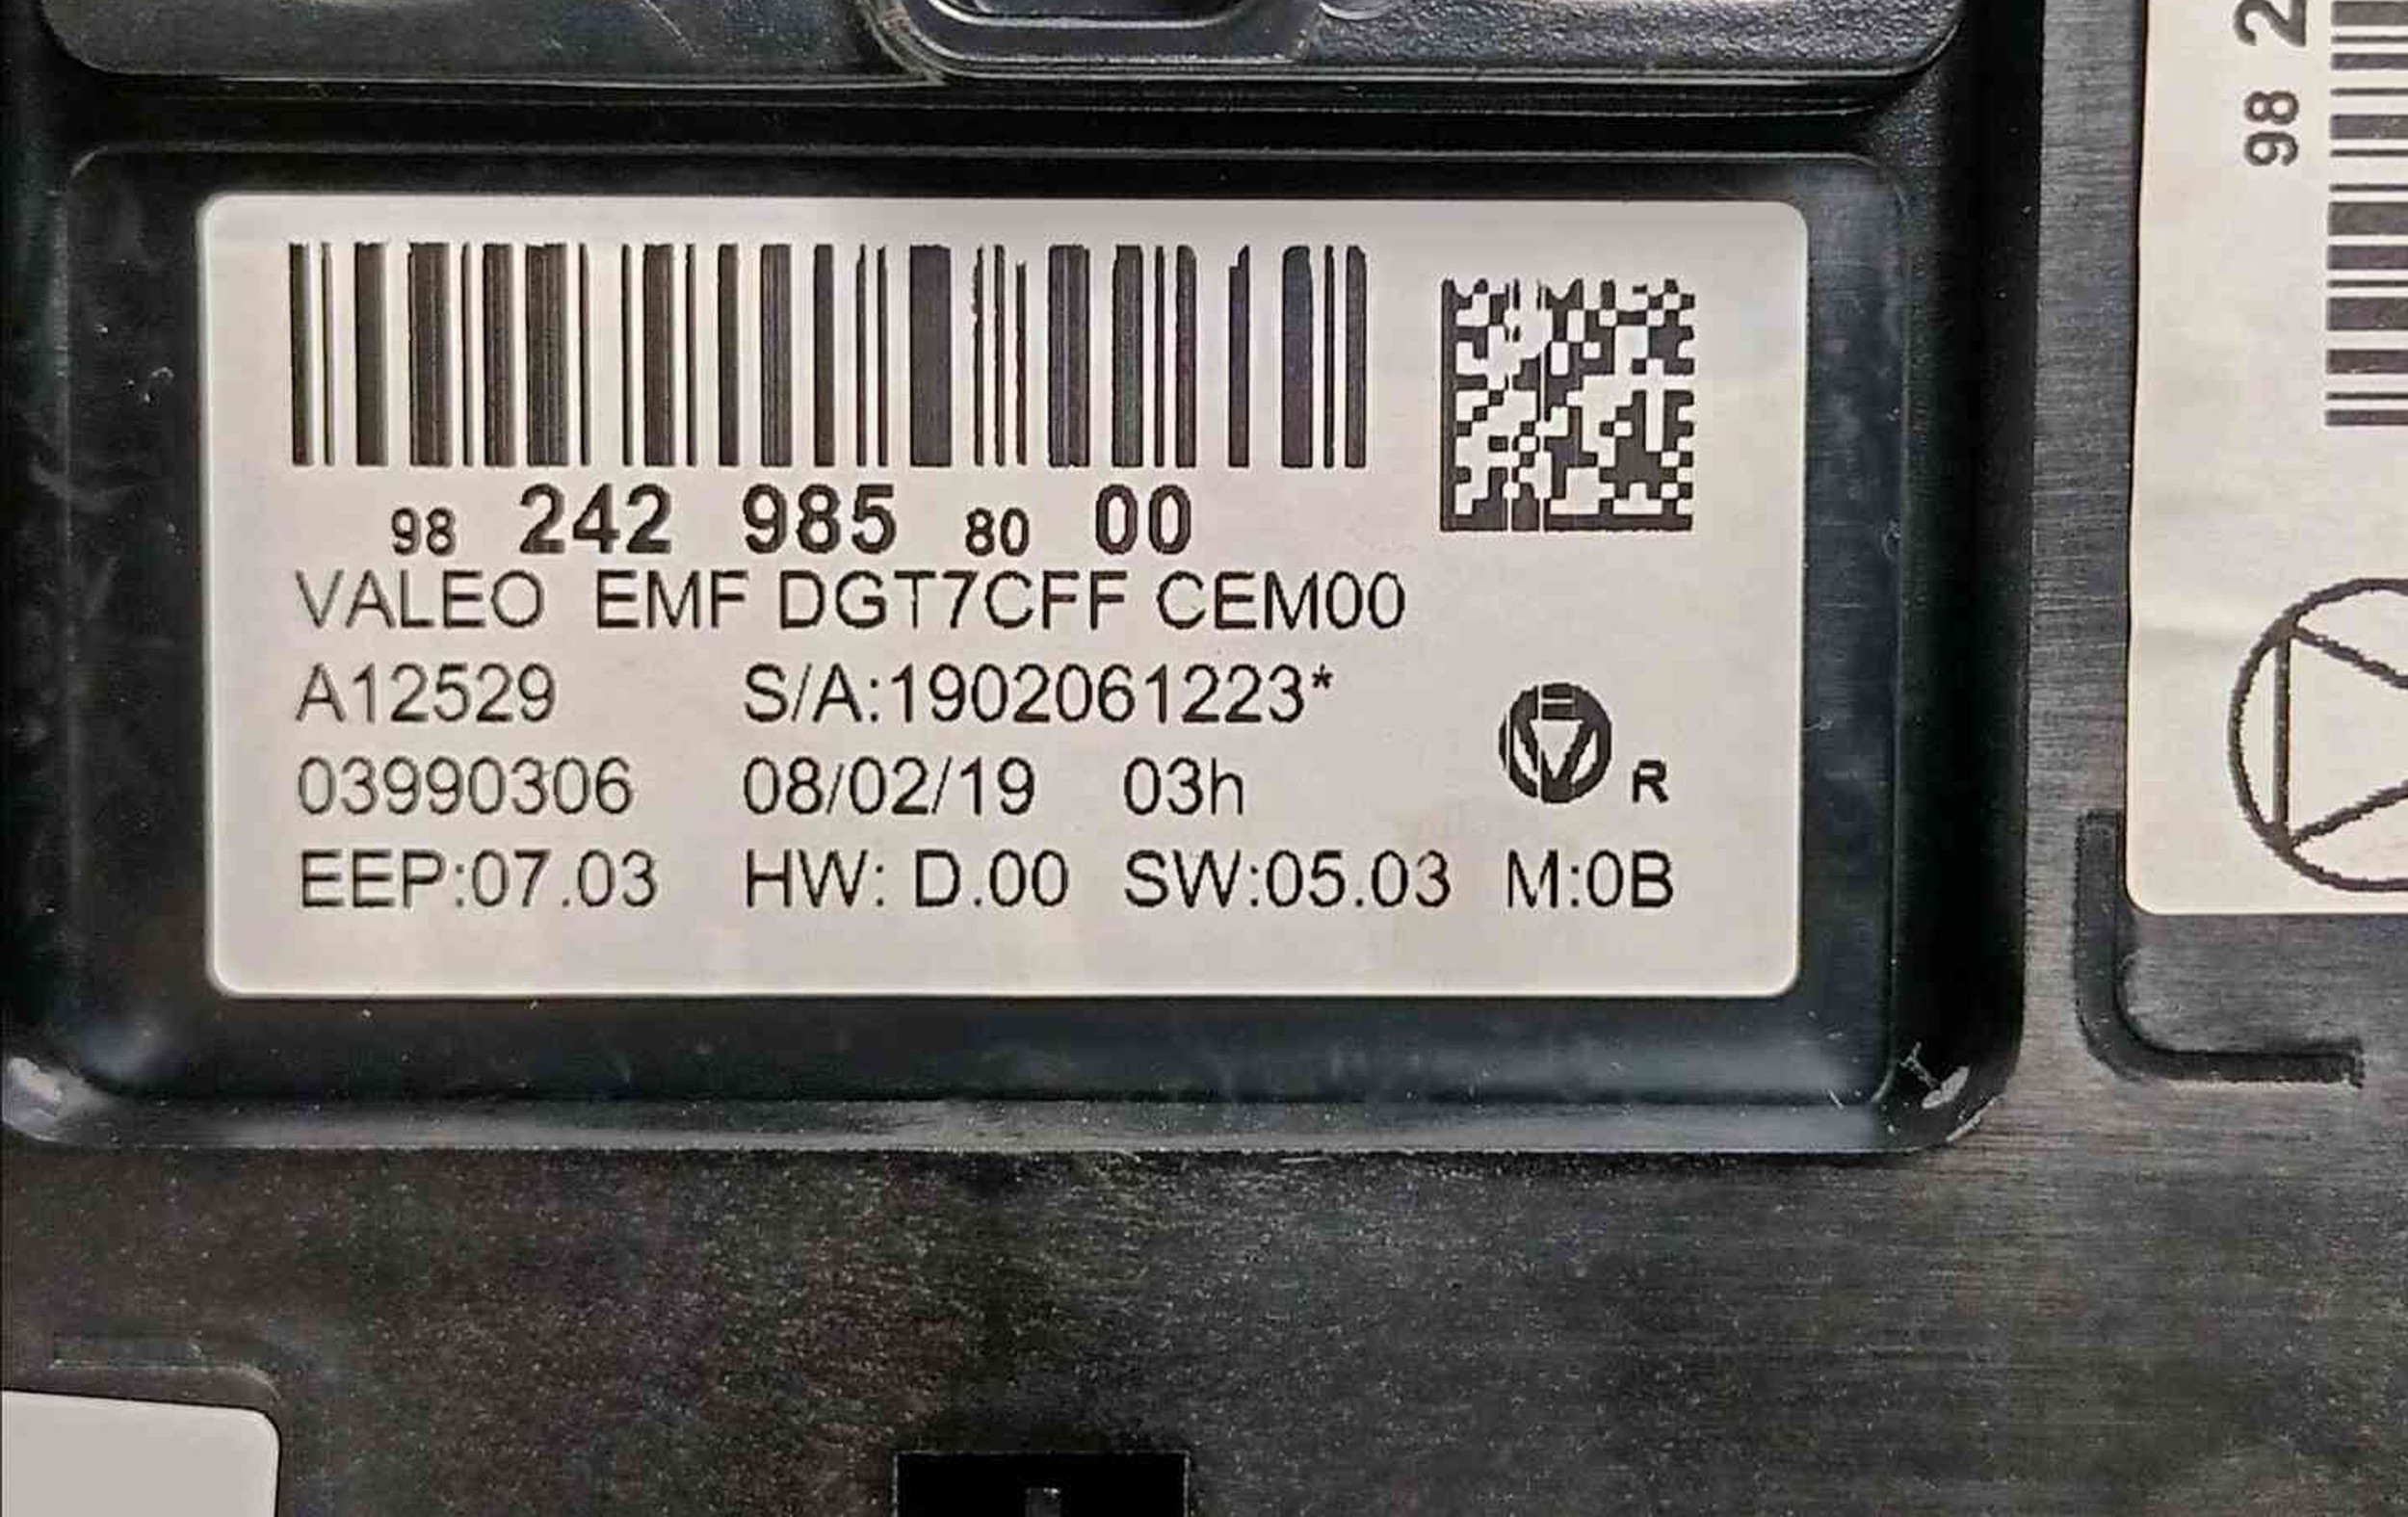 98 242 985 80 00
VALEO EMF DGT7CFF CEM00
A12529 S/A:1902061223*
03990306 08/02/19 03h R
EEP:07.03 HW: D.00 SW:05.03 M:0B
98 2